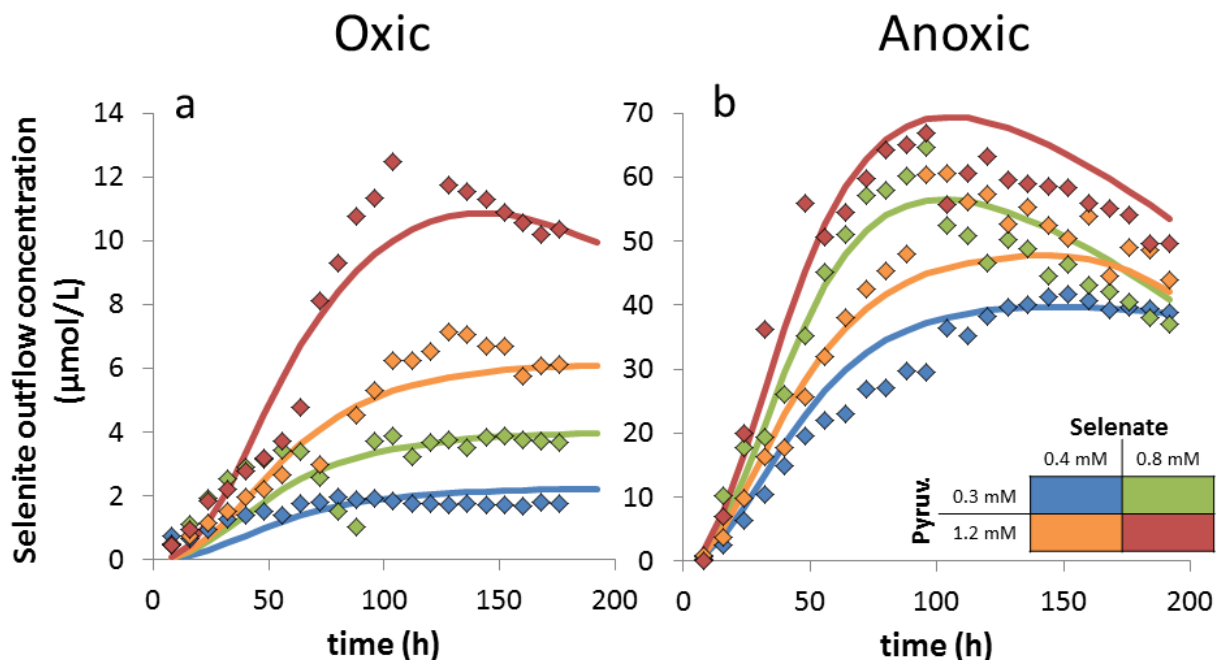 Oxic
Anoxic
a
b
Selenite outflow concentration
(µmol/L)
14
12
10
8
6
4
2
0
0 50 100 150 200
time (h)
70
60
50
40
30
20
10
0
0 50 100 150 200
time (h)
Selenate
0.4 mM 0.8 mM
Pyruv.
0.3 mM
1.2 mM